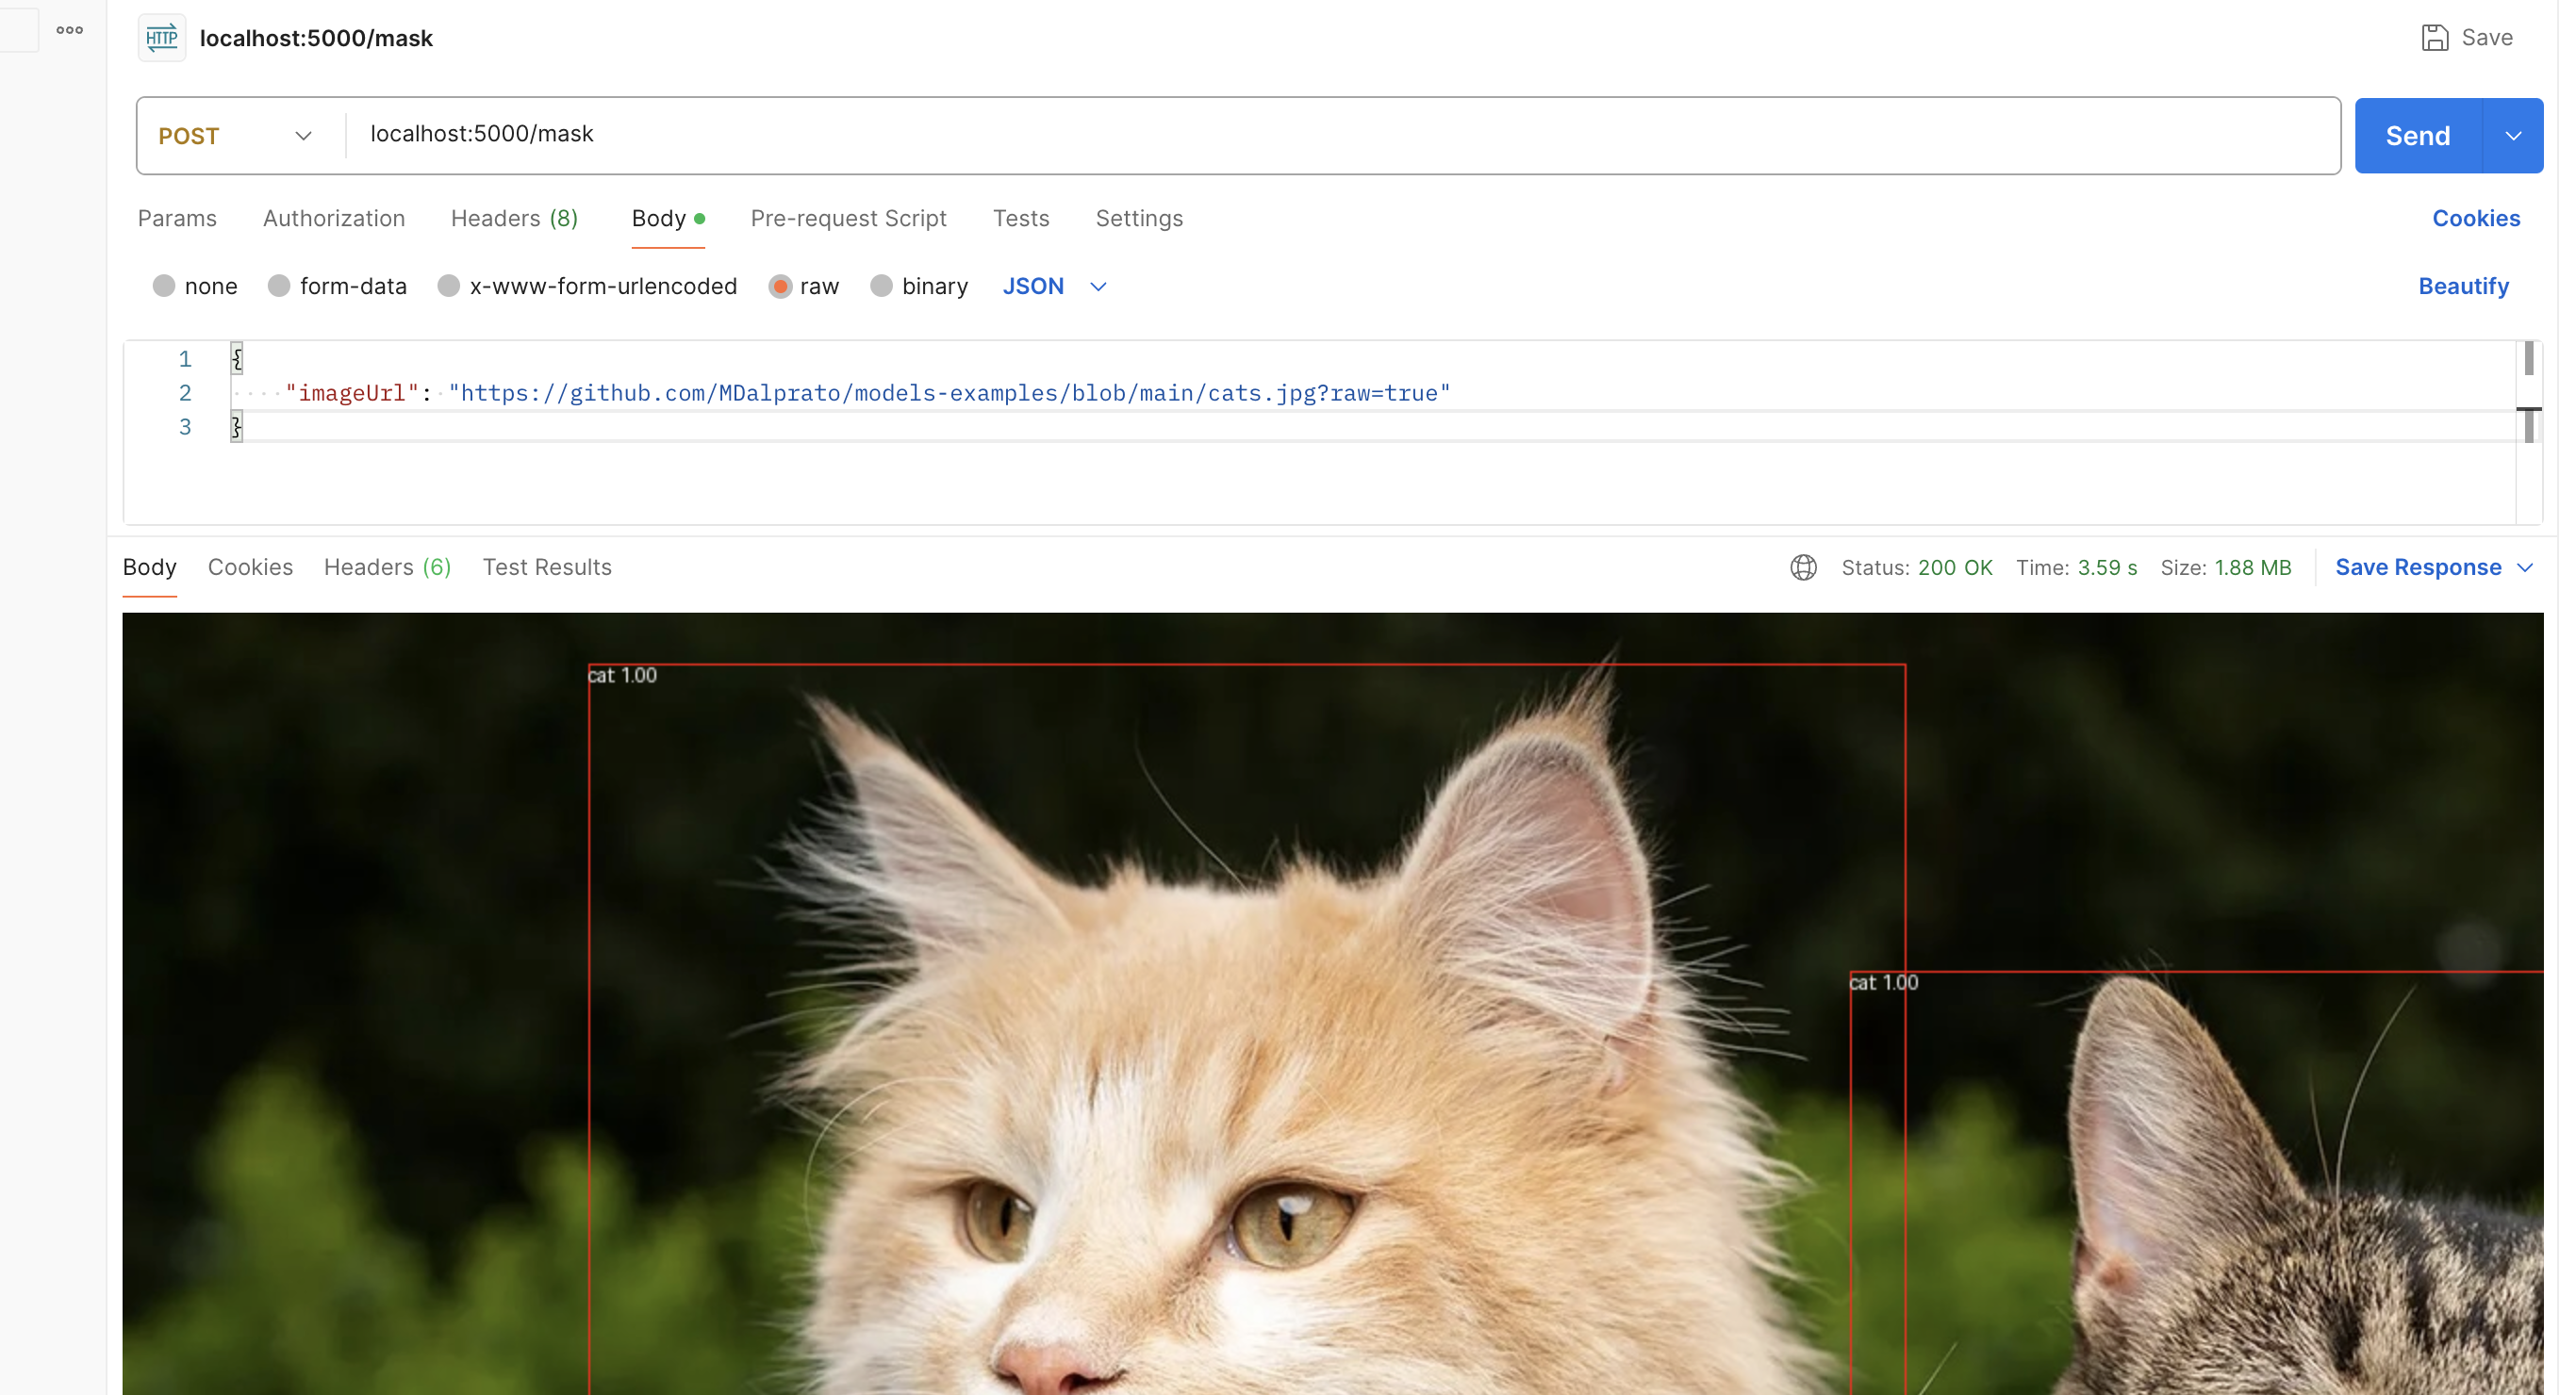 HTTP localhost:5000/mask Save
POST localhost:5000/mask Send
Params Authorization Headers (8) Body Pre-request Script Tests Settings Cookies
none form-data x-www-form-urlencoded raw binary JSON Beautify
1 {
2 "imageUrl": "https://github.com/MDalprato/models-examples/blob/main/cats.jpg?raw=true"
3 }
Body Cookies Headers (6) Test Results Status: 200 OK Time: 3.59 s Size: 1.88 MB Save Response
cat 1.00
cat 1.00